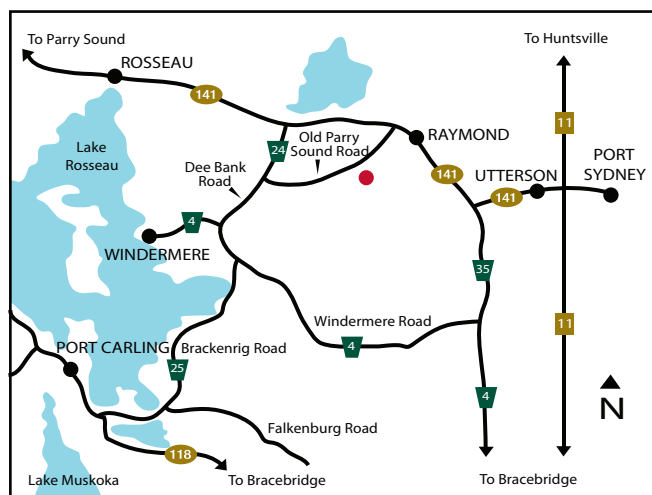 To Parry Sound
To Huntsville
ROSSEAU
141
11
Lake
Rosseau
24
Old Parry
Sound Road
RAYMOND
Dee Bank
Road
141
UTTERSON
141
PORT
SYDNEY
4
WINDERMERE
35
Windermere Road
11
4
PORT CARLING
Brackenrig Road
25
4
N
Falkenburg Road
118
Lake Muskoka
To Bracebridge
To Bracebridge
To Bracebridge